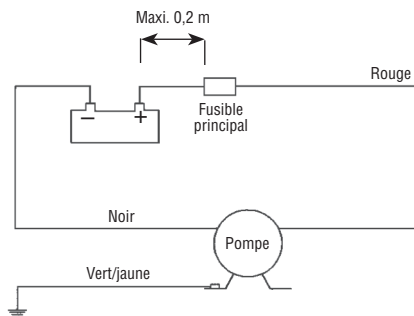 Maxi. 0,2 m
Rouge
Fusible
principal
− +
Noir
Pompe
Vert/jaune